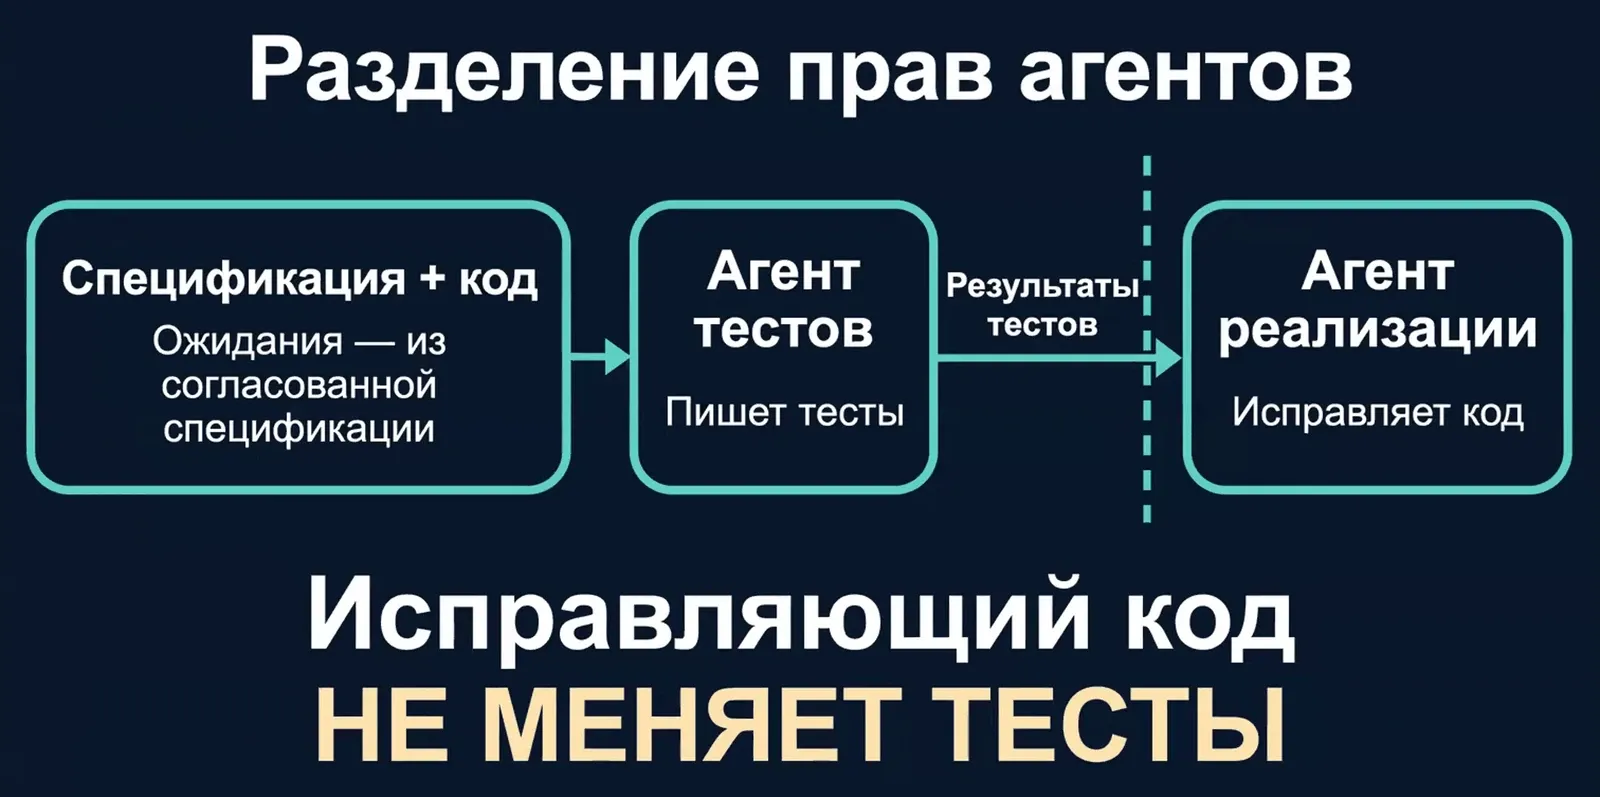 Разделение прав агентов
Спецификация + код
Ожидания — из
согласованной
спецификации
Агент
тестов
Пишет тесты
Результаты
тестов
Агент
реализации
Исправляет код
Исправляющий код
НЕ МЕНЯЕТ ТЕСТЫ